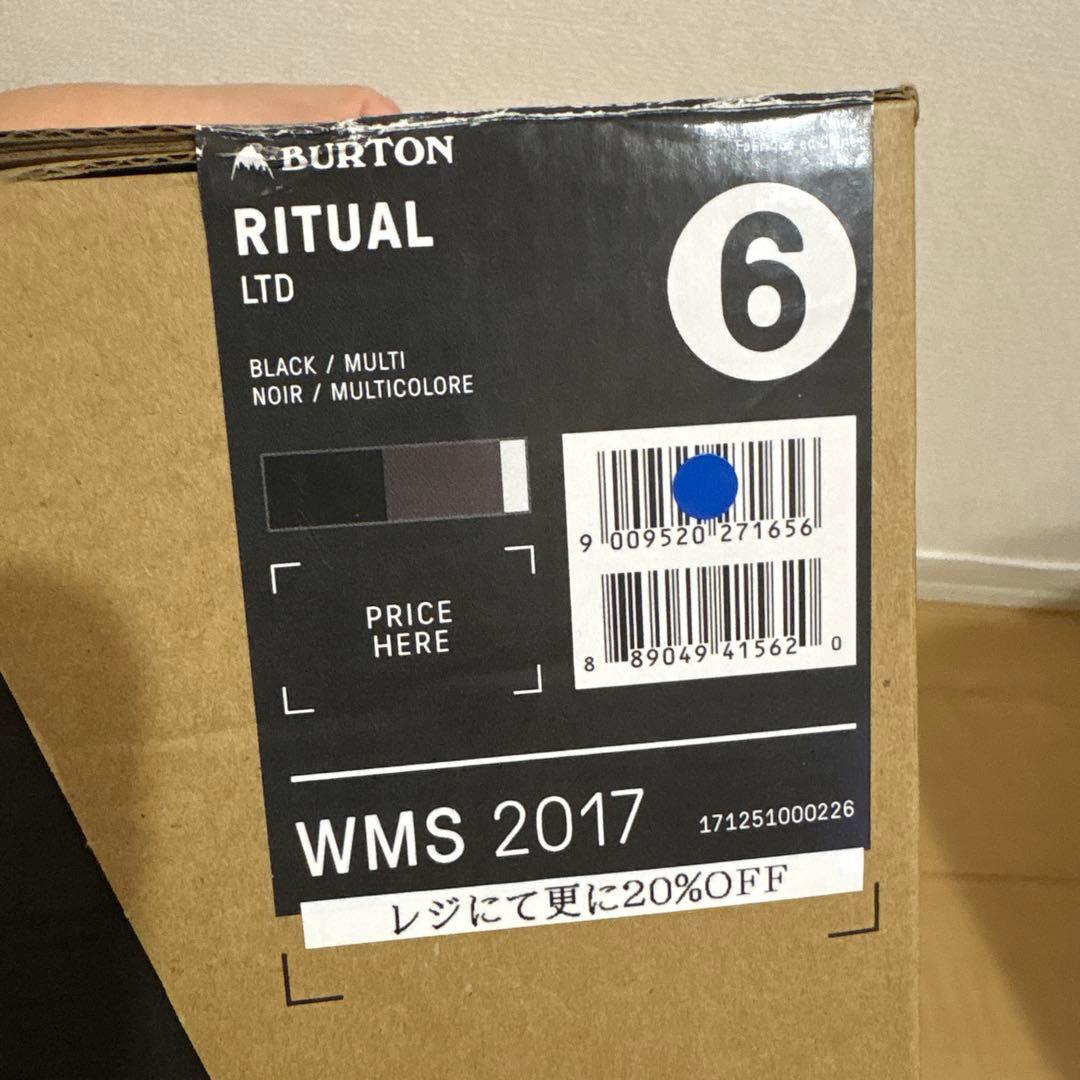 BURTON
RITUAL
LTD
6
BLACK / MULTI
NOIR / MULTICOLORE
9 009520 271656
8 89049 41562 0
PRICE
HERE
WMS 2017
171251000226
レジにて更に20%OFF